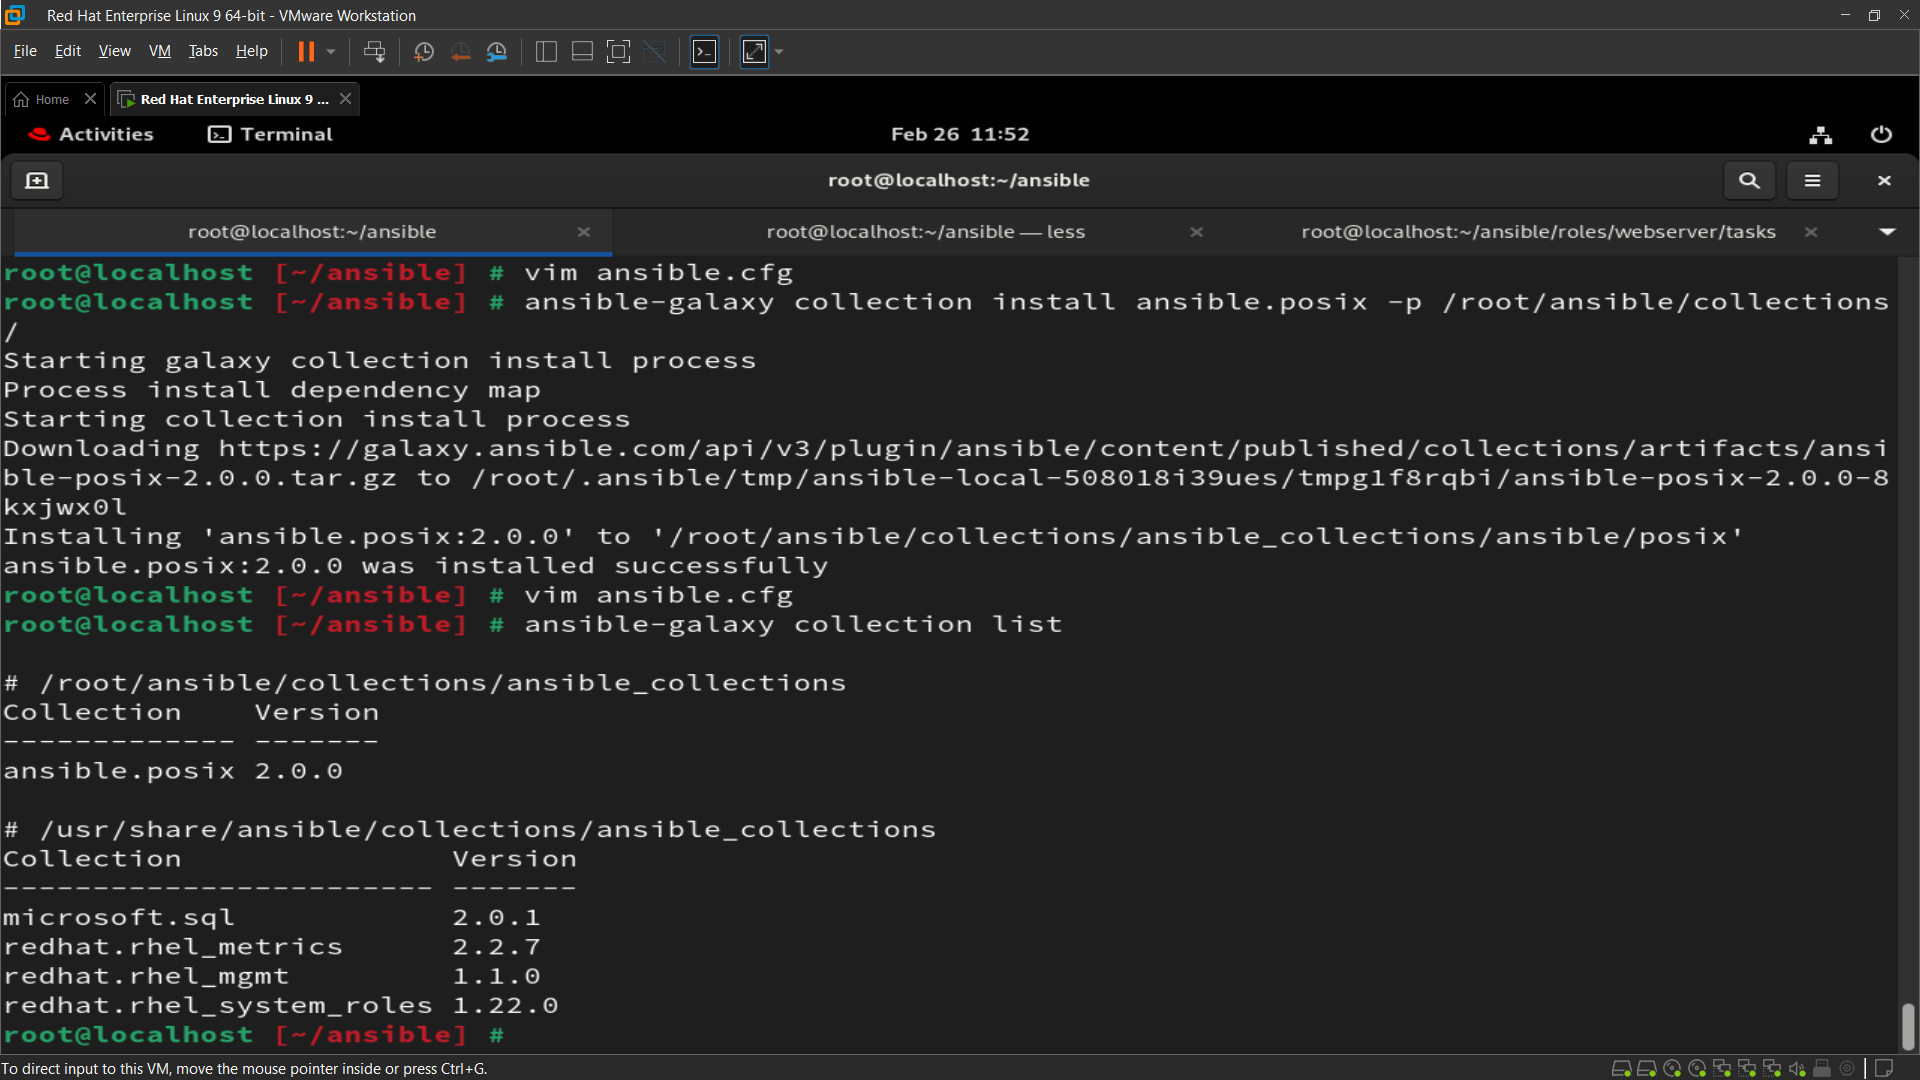 Red Hat Enterprise Linux 9 64-bit - VMware Workstation
File Edit View VM Tabs Help
Home
Red Hat Enterprise Linux 9 ...
Activities Terminal Feb 26 11:52
root@localhost:~/ansible
root@localhost:~/ansible root@localhost:~/ansible — less root@localhost:~/ansible/roles/webserver/tasks
root@localhost [~/ansible] # vim ansible.cfg
root@localhost [~/ansible] # ansible-galaxy collection install ansible.posix -p /root/ansible/collections
/
Starting galaxy collection install process
Process install dependency map
Starting collection install process
Downloading https://galaxy.ansible.com/api/v3/plugin/ansible/content/published/collections/artifacts/ansi
ble-posix-2.0.0.tar.gz to /root/.ansible/tmp/ansible-local-508018i39ues/tmpg1f8rqbi/ansible-posix-2.0.0-8
kxjwx0l
Installing 'ansible.posix:2.0.0' to '/root/ansible/collections/ansible_collections/ansible/posix'
ansible.posix:2.0.0 was installed successfully
root@localhost [~/ansible] # vim ansible.cfg
root@localhost [~/ansible] # ansible-galaxy collection list
# /root/ansible/collections/ansible_collections
Collection    Version
------------- -------
ansible.posix 2.0.0
# /usr/share/ansible/collections/ansible_collections
Collection               Version
------------------------ -------
microsoft.sql            2.0.1
redhat.rhel_metrics      2.2.7
redhat.rhel_mgmt         1.1.0
redhat.rhel_system_roles 1.22.0
root@localhost [~/ansible] #
To direct input to this VM, move the mouse pointer inside or press Ctrl+G.